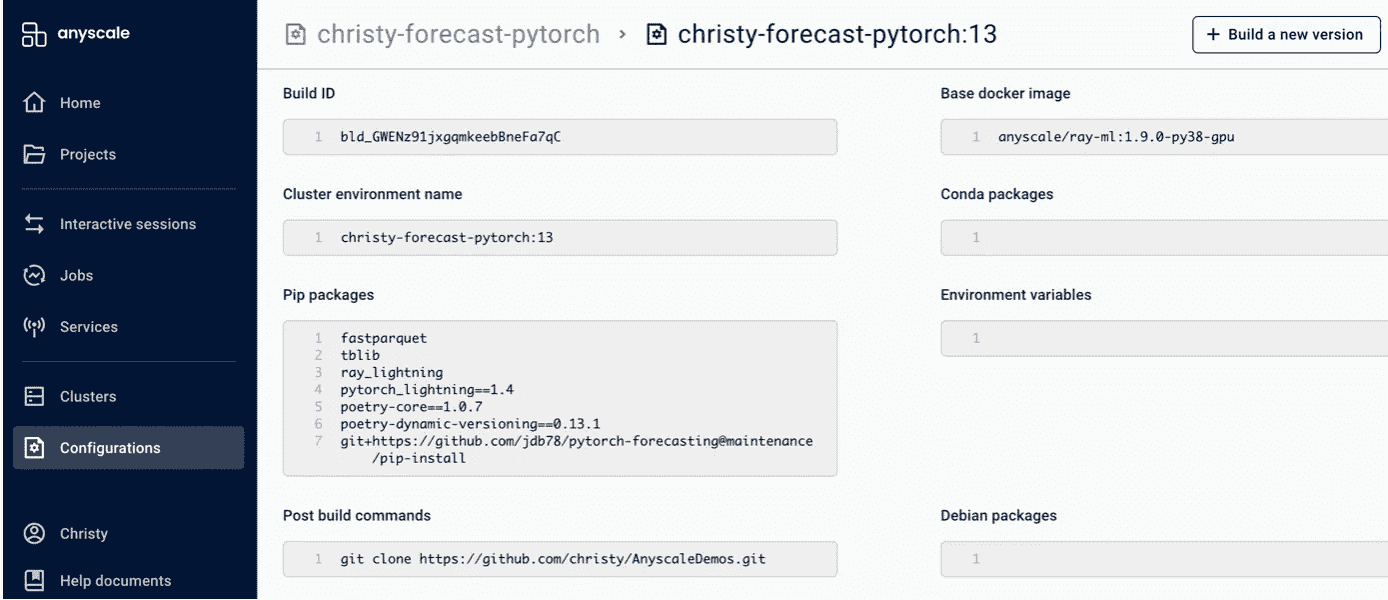 anyscale
Home
Projects
Interactive sessions
Jobs
Services
Clusters
Configurations
Christy
Help documents
christy-forecast-pytorch › christy-forecast-pytorch:13
+ Build a new version
Build ID
1 bld_GWENz91jxgqmkeebBneFa7qC
Base docker image
1 anyscale/ray-ml:1.9.0-py38-gpu
Cluster environment name
1 christy-forecast-pytorch:13
Conda packages
1
Pip packages
1 fastparquet
2 tblib
3 ray_lightning
4 pytorch_lightning==1.4
5 poetry-core==1.0.7
6 poetry-dynamic-versioning==0.13.1
7 git+https://github.com/jdb78/pytorch-forecasting@maintenance
/pip-install
Environment variables
1
Post build commands
1 git clone https://github.com/christy/AnyscaleDemos.git
Debian packages
1